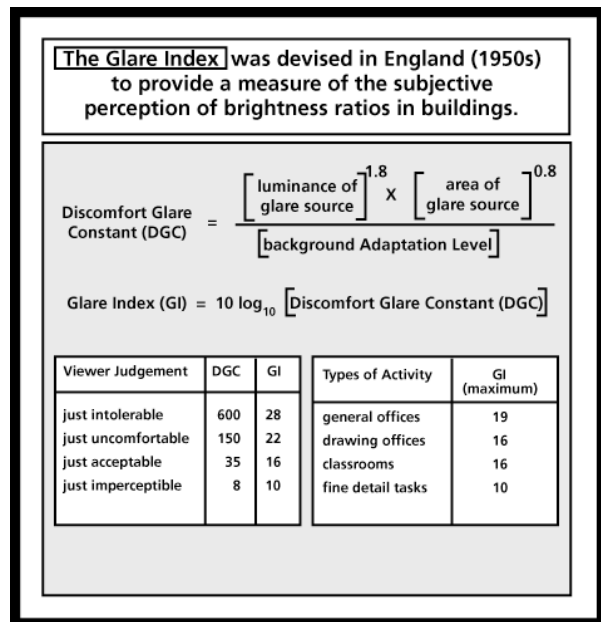 The Glare Index was devised in England (1950s)
to provide a measure of the subjective
perception of brightness ratios in buildings.
Discomfort Glare
Constant (DGC)
=
[luminance of
glare source]1.8
X
[area of
glare source]0.8
[background Adaptation Level]
Glare Index (GI) = 10 log10 [Discomfort Glare Constant (DGC)]
Viewer Judgement DGC GI
just intolerable 600 28
just uncomfortable 150 22
just acceptable 35 16
just imperceptible 8 10
Types of Activity GI
(maximum)
general offices 19
drawing offices 16
classrooms 16
fine detail tasks 10